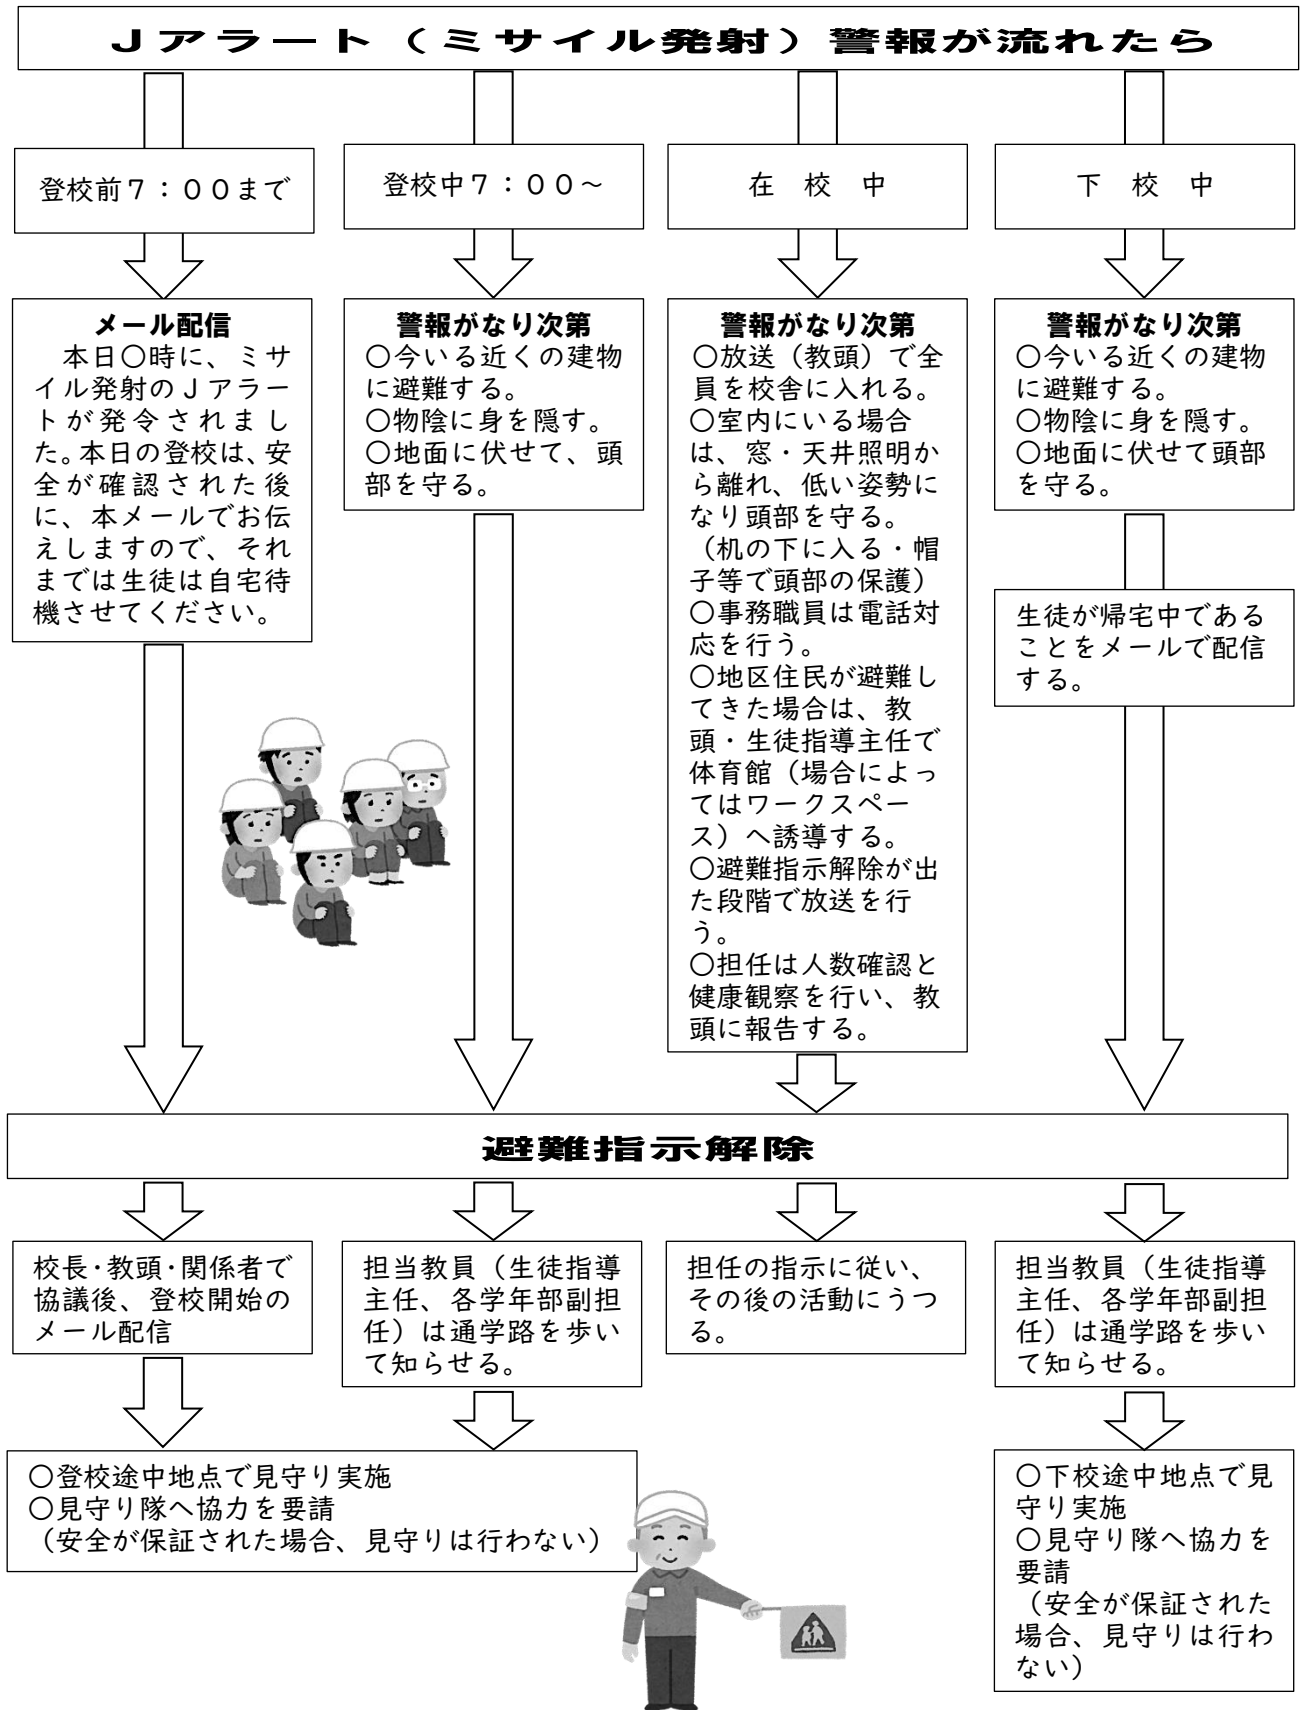 Jアラート（ミサイル発射）警報が流れたら
登校前７：００まで
登校中７：００～
在　校　中
下　校　中
メール配信
本日〇時に、ミサ
イル発射のＪアラー
トが発令されまし
た。本日の登校は、安
全が確認された後
に、本メールでお伝
えしますので、それ
までは生徒は自宅待
機させてください。
警報がなり次第
〇今いる近くの建物
に避難する。
〇物陰に身を隠す。
〇地面に伏せて、頭
部を守る。
警報がなり次第
〇放送（教頭）で全
員を校舎に入れる。
〇室内にいる場合
は、窓・天井照明か
ら離れ、低い姿勢に
なり頭部を守る。
（机の下に入る・帽
子等で頭部の保護）
〇事務職員は電話対
応を行う。
〇地区住民が避難し
てきた場合は、教
頭・生徒指導主任で
体育館（場合によっ
てはワークスペー
ス）へ誘導する。
〇避難指示解除が出
た段階で放送を行
う。
〇担任は人数確認と
健康観察を行い、教
頭に報告する。
警報がなり次第
〇今いる近くの建物
に避難する。
〇物陰に身を隠す。
〇地面に伏せて頭部
を守る。
生徒が帰宅中である
ことをメールで配信
する。
避難指示解除
校長・教頭・関係者で
協議後、登校開始の
メール配信
担当教員（生徒指導
主任、各学年部副担
任）は通学路を歩い
て知らせる。
担任の指示に従い、
その後の活動にうつ
る。
担当教員（生徒指導
主任、各学年部副担
任）は通学路を歩い
て知らせる。
〇登校途中地点で見守り実施
〇見守り隊へ協力を要請
（安全が保証された場合、見守りは行わない）
〇下校途中地点で見
守り実施
〇見守り隊へ協力を
要請
（安全が保証された
場合、見守りは行わ
ない）